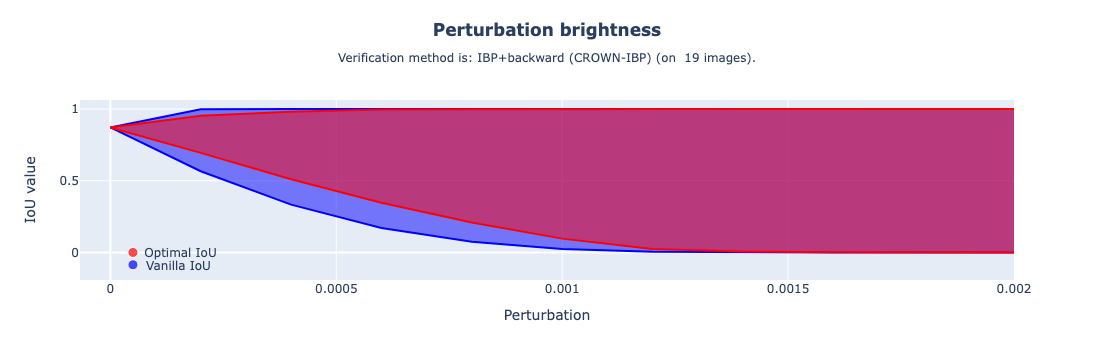 Perturbation brightness
Verification method is: IBP+backward (CROWN-IBP) (on  19 images).
IoU value
1
0.5
0
Optimal IoU
Vanilla IoU
0
0.0005
0.001
0.0015
0.002
Perturbation